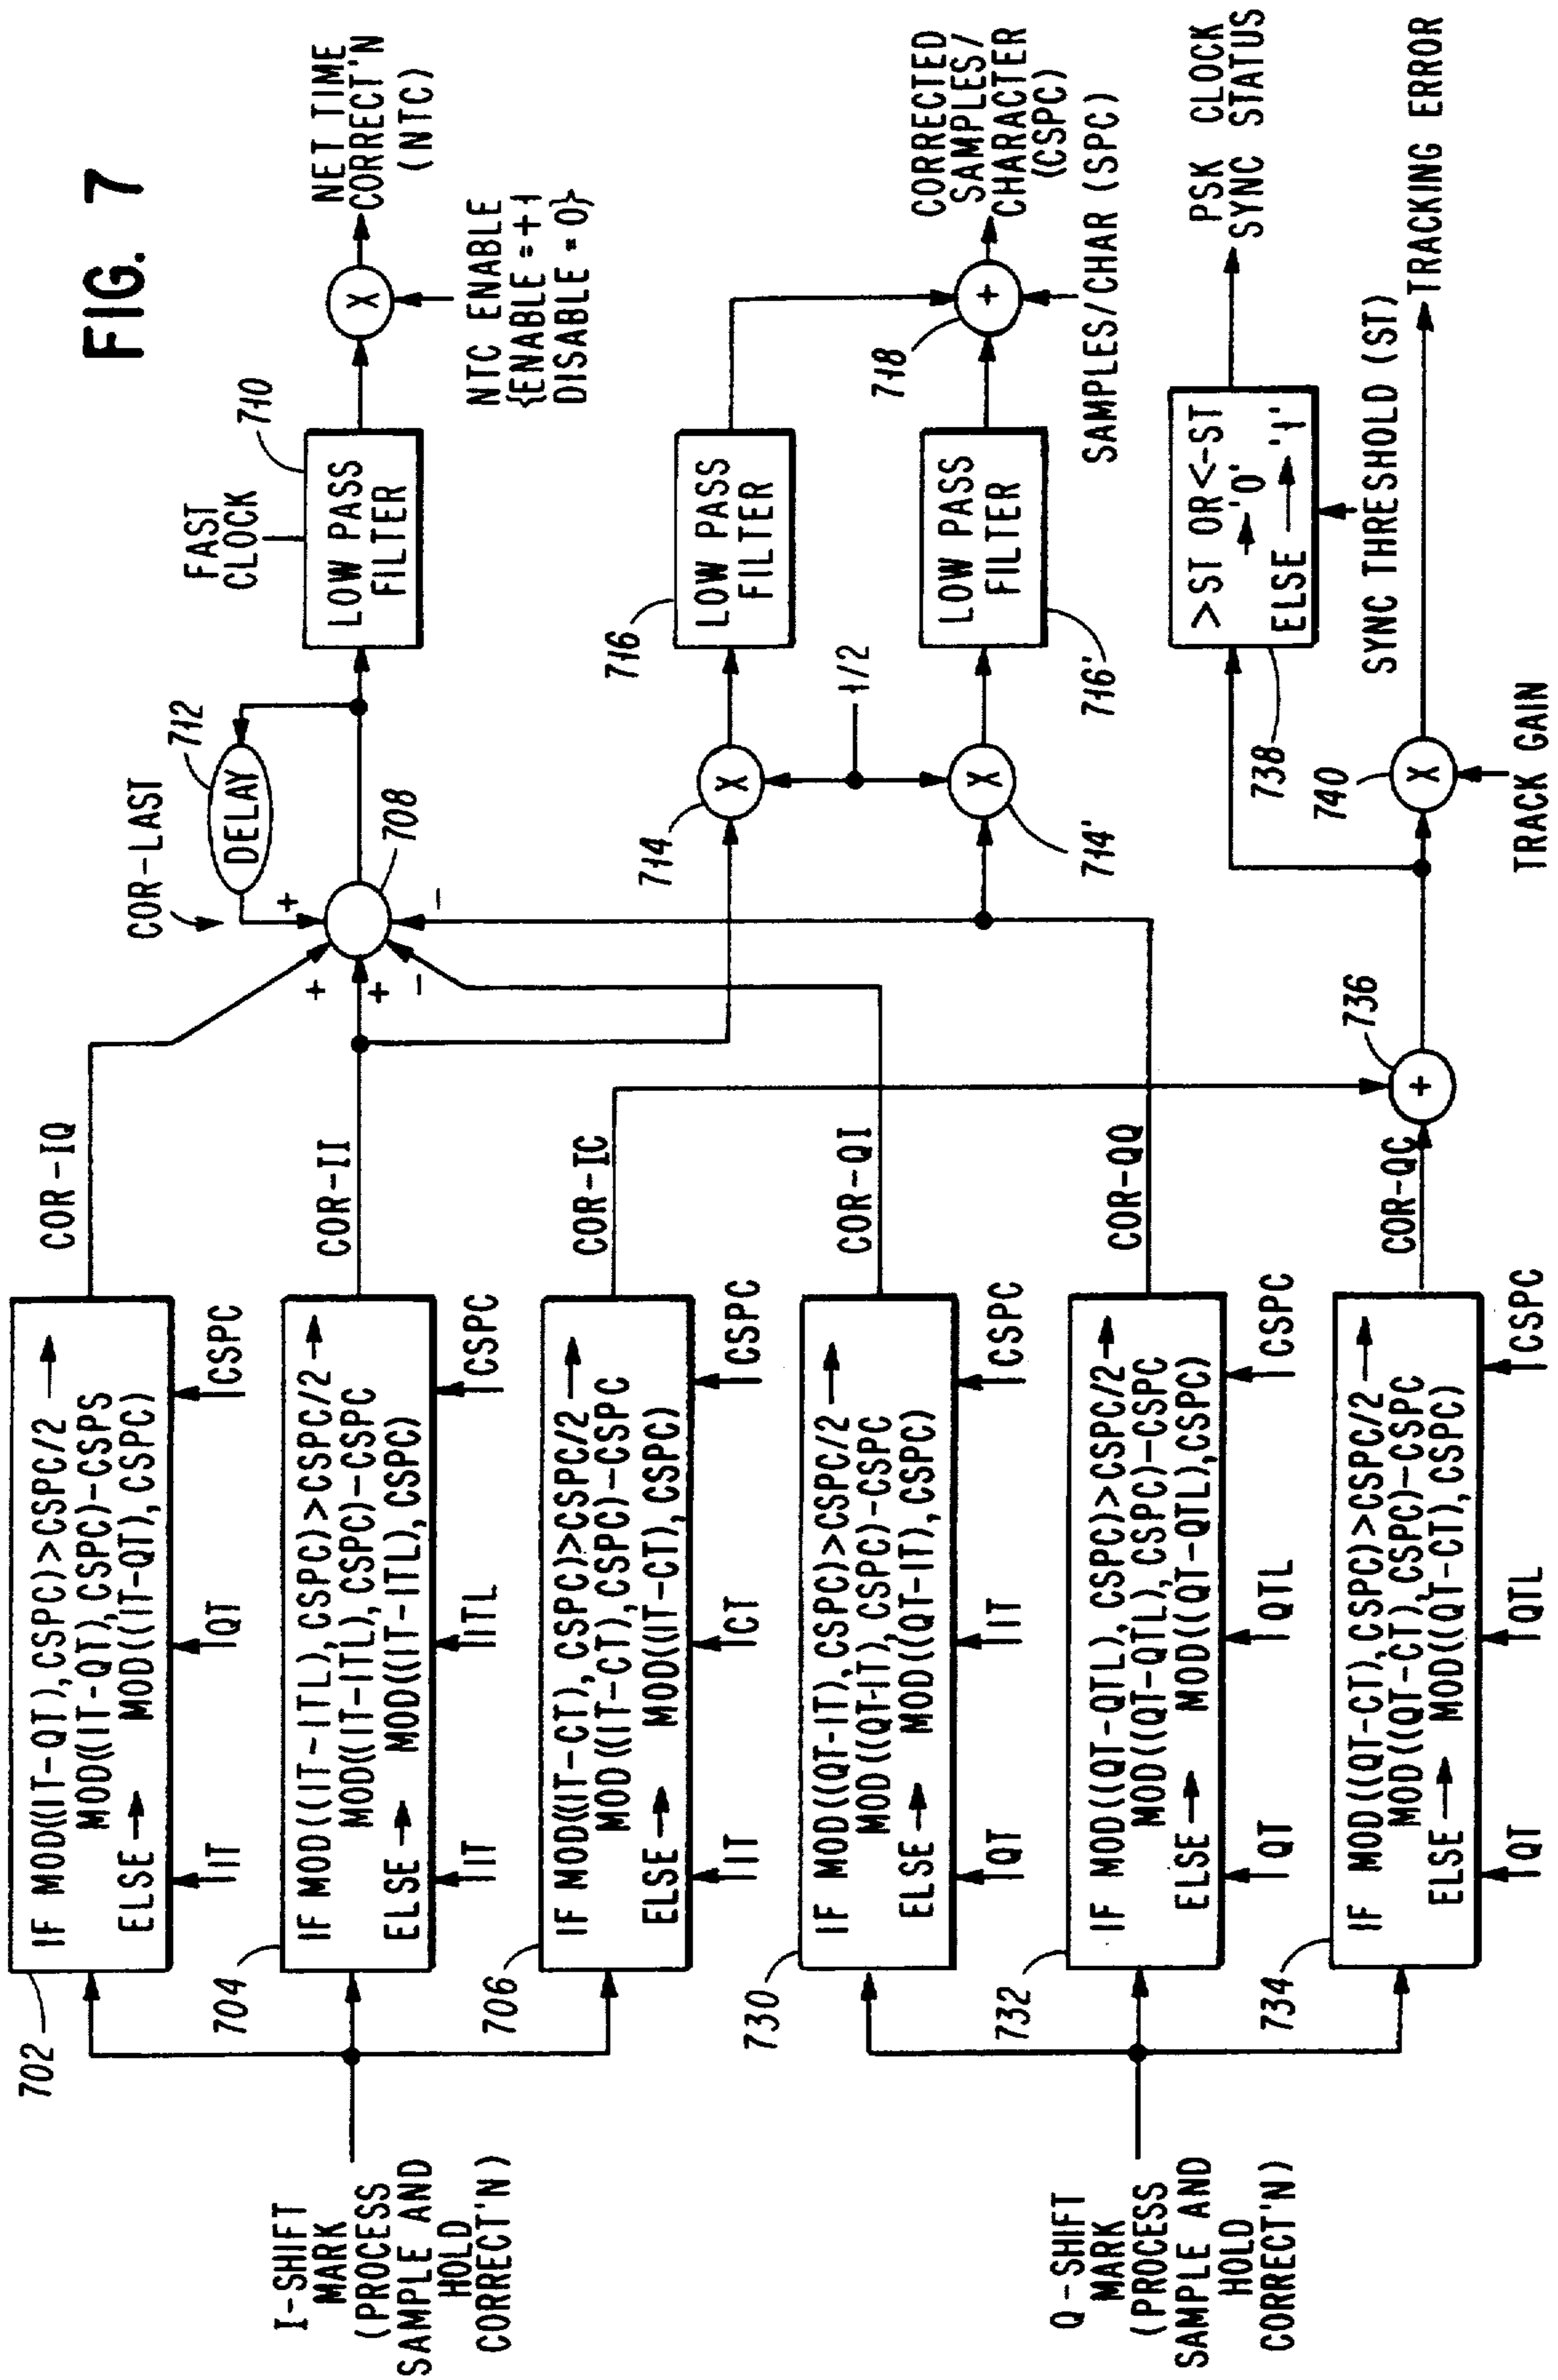 FIG. 7
I-SHIFT
MARK
(PROCESS
SAMPLE AND
HOLD
CORRECT'N)
702
IF MOD((IT-QT),CSPC)>CSPC/2 →
MOD((IT-QT),CSPC)-CSPS
ELSE → MOD((IT-QT),CSPC)
IT
QT
CSPC
COR-IQ
704
IF MOD((IT-ITL),CSPC)>CSPC/2 →
MOD((IT-ITL),CSPC)-CSPC
ELSE → MOD((IT-ITL),CSPC)
IT
ITL
CSPC
COR-II
706
IF MOD((IT-CT),CSPC)>CSPC/2 →
MOD((IT-CT),CSPC)-CSPC
ELSE → MOD((IT-CT),CSPC)
IT
CT
CSPC
COR-IC
Q-SHIFT
MARK
(PROCESS
SAMPLE AND
HOLD
CORRECT'N)
730
IF MOD((QT-IT),CSPC)>CSPC/2 →
MOD((QT-IT),CSPC)-CSPC
ELSE → MOD((QT-IT),CSPC)
QT
IT
CSPC
COR-QI
732
IF MOD((QT-QTL),CSPC)>CSPC/2 →
MOD((QT-QTL),CSPC)-CSPC
ELSE → MOD((QT-QTL),CSPC)
QT
QTL
CSPC
COR-QQ
734
IF MOD((QT-CT),CSPC)>CSPC/2 →
MOD((QT-CT),CSPC)-CSPC
ELSE → MOD((QT-CT),CSPC)
QT
QTL
CSPC
COR-QC
COR-LAST
DELAY
712
+
+
+
-
-
708
FAST
CLOCK
710
LOW PASS
FILTER
X
NET TIME
CORRECT'N
(NTC)
NTC ENABLE
{ENABLE=+1
DISABLE=0}
714
X
1/2
X
714'
716
LOW PASS
FILTER
LOW PASS
FILTER
716'
718
+
CORRECTED
SAMPLES/
CHARACTER
(CSPC)
SAMPLES/CHAR (SPC)
736
+
738
>ST OR<-ST
→'0'
ELSE →'1'
PSK CLOCK
SYNC STATUS
SYNC THRESHOLD (ST)
740
X
TRACK GAIN
TRACKING ERROR